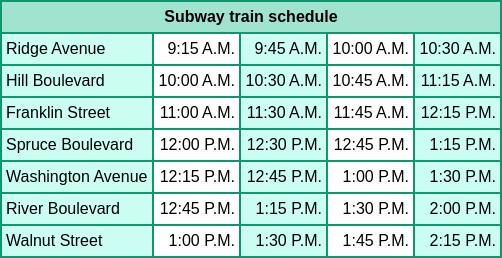 Subway train schedule
Ridge Avenue 9:15 A.M. 9:45 A.M. 10:00 A.M. 10:30 A.M.
Hill Boulevard 10:00 A.M. 10:30 A.M. 10:45 A.M. 11:15 A.M.
Franklin Street 11:00 A.M. 11:30 A.M. 11:45 A.M. 12:15 P.M.
Spruce Boulevard 12:00 P.M. 12:30 P.M. 12:45 P.M. 1:15 P.M.
Washington Avenue 12:15 P.M. 12:45 P.M. 1:00 P.M. 1:30 P.M.
River Boulevard 12:45 P.M. 1:15 P.M. 1:30 P.M. 2:00 P.M.
Walnut Street 1:00 P.M. 1:30 P.M. 1:45 P.M. 2:15 P.M.